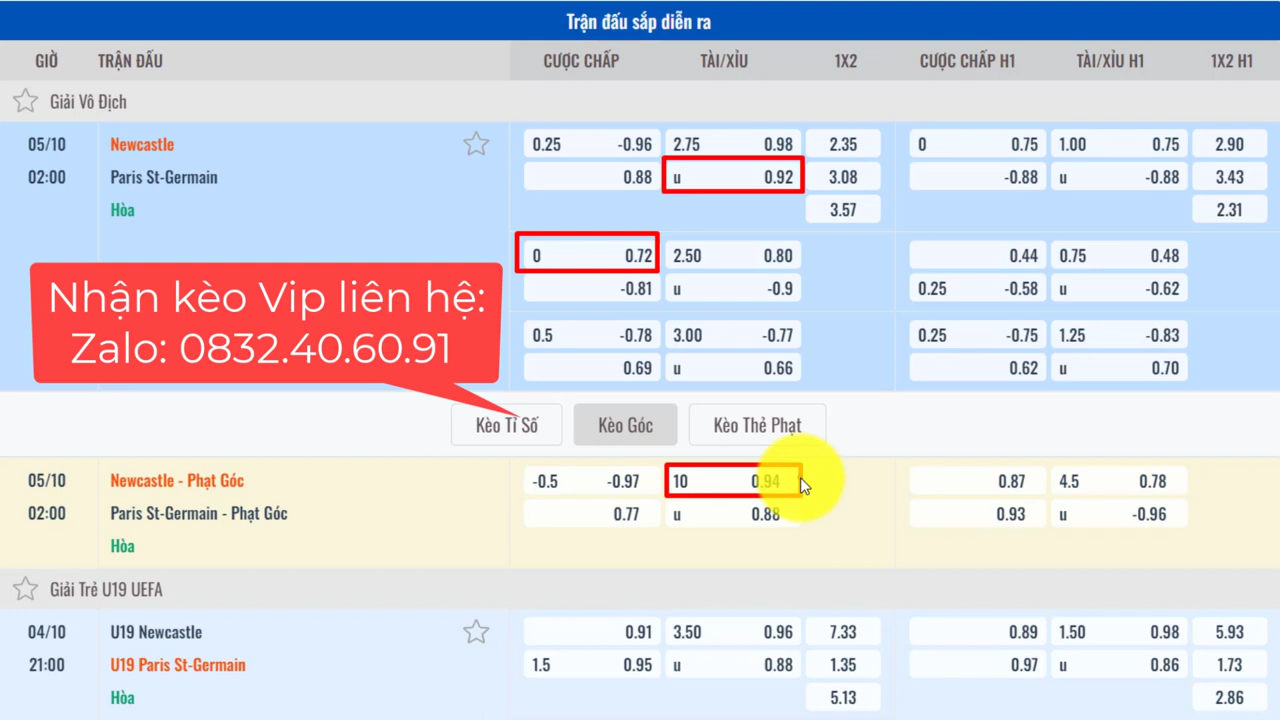 Trận đấu sắp diễn ra
GIỜ TRẬN ĐẤU CƯỢC CHẤP TÀI/XỈU 1X2 CƯỢC CHẤP H1 TÀI/XỈU H1 1X2 H1
Giải Vô Địch
05/10 Newcastle 0.25 -0.96 2.75 0.98 2.35 0 0.75 1.00 0.75 2.90
02:00 Paris St-Germain 0.88 u 0.92 3.08 -0.88 u -0.88 3.43
Hòa 3.57 2.31
0 0.72 2.50 0.80 0.44 0.75 0.48
-0.81 u -0.9 0.25 -0.58 u -0.62
Nhận kèo Vip liên hệ:
Zalo: 0832.40.60.91
0.5 -0.78 3.00 -0.77 0.25 -0.75 1.25 -0.83
0.69 u 0.66 0.62 u 0.70
Kèo Tỉ Số Kèo Góc Kèo Thẻ Phạt
05/10 Newcastle - Phạt Góc -0.5 -0.97 10 0.94 0.87 4.5 0.78
02:00 Paris St-Germain - Phạt Góc 0.77 u 0.88 0.93 u -0.96
Hòa
Giải Trẻ U19 UEFA
04/10 U19 Newcastle 0.91 3.50 0.96 7.33 0.89 1.50 0.98 5.93
21:00 U19 Paris St-Germain 1.5 0.95 u 0.88 1.35 0.97 u 0.86 1.73
Hòa 5.13 2.86